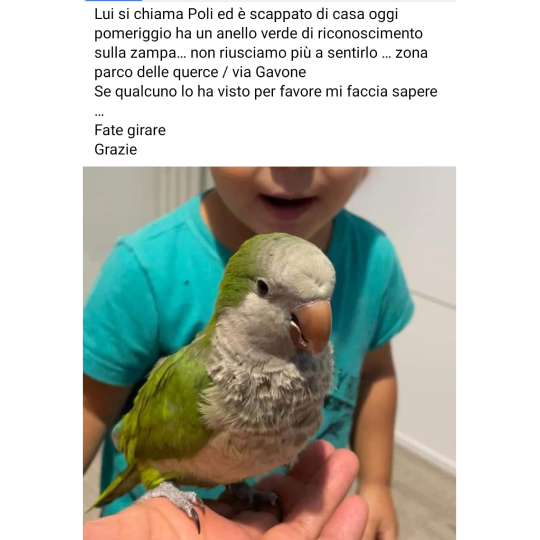 Lui si chiama Poli ed è scappato di casa oggi
pomeriggio ha un anello verde di riconoscimento
sulla zampa... non riusciamo più a sentirlo ... zona
parco delle querce / via Gavone
Se qualcuno lo ha visto per favore mi faccia sapere
...
Fate girare
Grazie